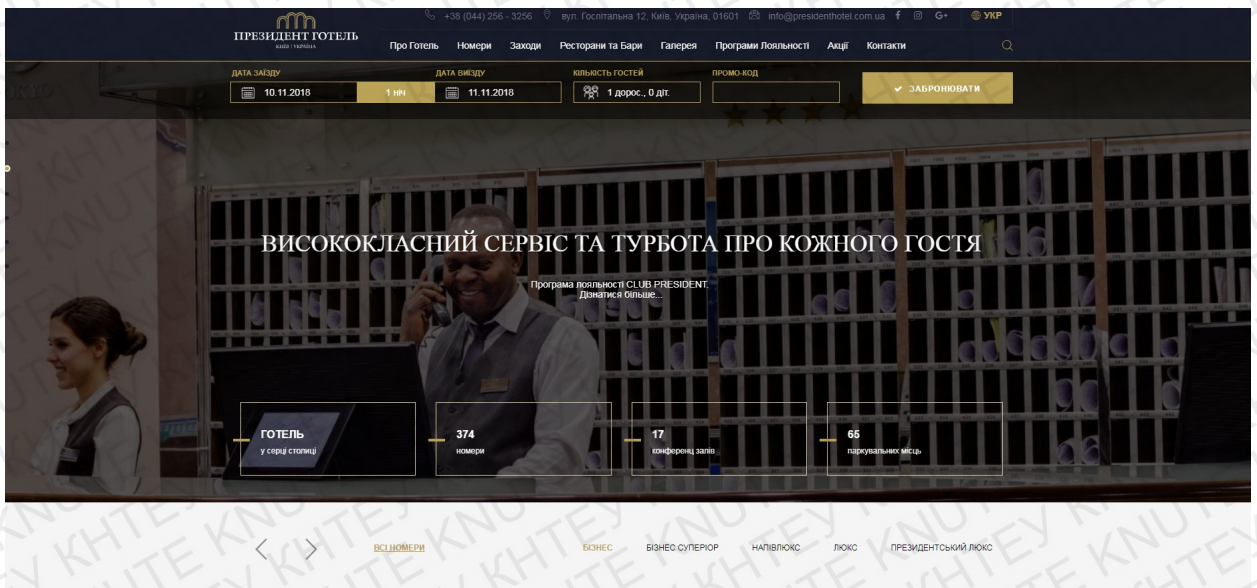 +38 (044) 256 - 3256 вул. Госпітальна 12, Київ, Україна, 01601 info@presidenthotel.com.ua f G+ УКР
ПРЕЗИДЕНТ ГОТЕЛЬ
КИЇВ | УКРАЇНА
Про Готель Номери Заходи Ресторани та Бари Галерея Програми Лояльності Акції Контакти
ДАТА ЗАЇЗДУ ДАТА ВИЇЗДУ КІЛЬКІСТЬ ГОСТЕЙ ПРОМО-КОД
10.11.2018 1 ніч 11.11.2018 1 дорос., 0 діт. ЗАБРОНЮВАТИ
ВИСОКОКЛАСНИЙ СЕРВІС ТА ТУРБОТА ПРО КОЖНОГО ГОСТЯ
Програма лояльності CLUB PRESIDENT.
Дізнатися більше...
ГОТЕЛЬ 374 17 65
у серці столиці номери конференц залів паркувальних місць
ВСІ НОМЕРИ БІЗНЕС БІЗНЕС СУПЕРІОР НАПІВЛЮКС ЛЮКС ПРЕЗИДЕНТСЬКИЙ ЛЮКС
KNUTEY KHTEY